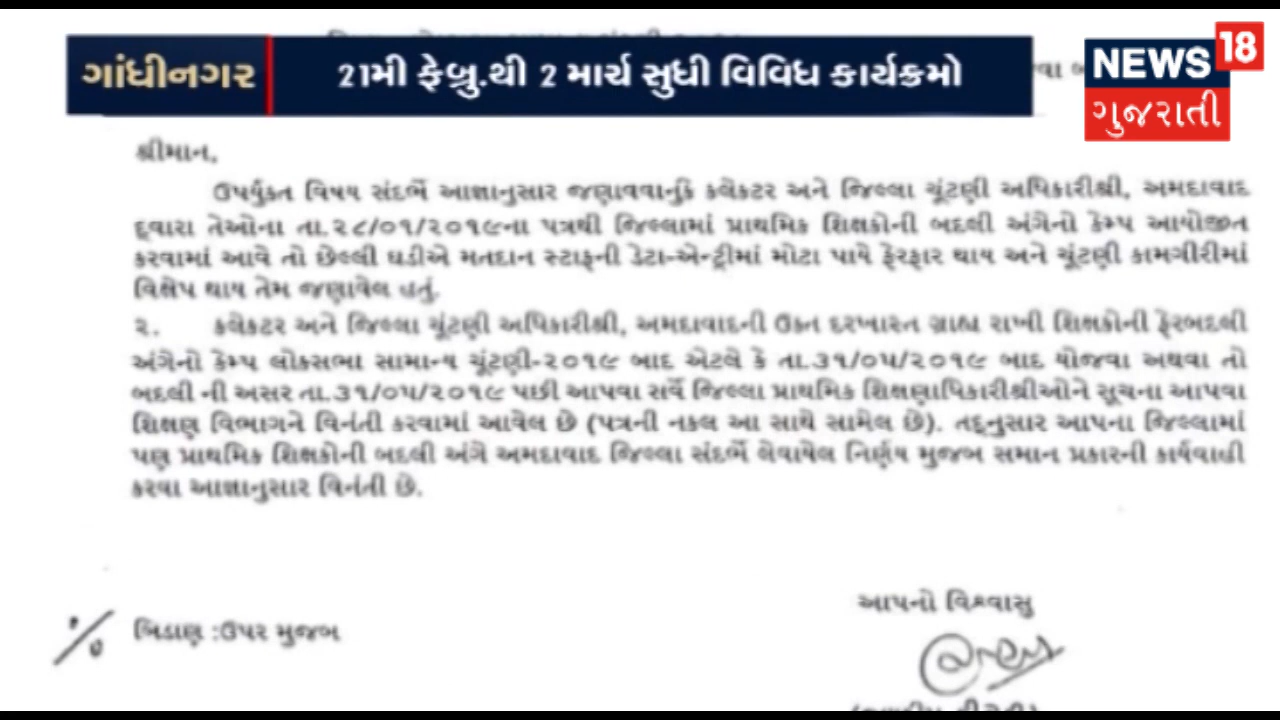 ગાંધીનગર
21મી ફેબ્રુ.થી 2 માર્ચ સુધી વિવિધ કાર્યક્રમો
NEWS 18
ગુજરાતી
શ્રીમાન,
ઉપર્યુક્ત વિષય સંદર્ભે આજ્ઞાનુસાર જણાવવાનુંકે કલેકટર અને જિલ્લા ચૂંટણી અધિકારીશ્રી, અમદાવાદ
દ્વારા તેઓના તા.૨૮/૦૧/૨૦૧૯ના પત્રથી જિલ્લામાં પ્રાથમિક શિક્ષકોની બદલી અંગેનો કેમ્પ આયોજીત
કરવામાં આવે તો છેલ્લી ઘડીએ મતદાન સ્ટાફની ડેટા-એન્ટ્રીમાં મોટા પાયે ફેરફાર થાય અને ચૂંટણી કામગીરીમાં
વિક્ષેપ થાય તેમ જણાવેલ હતું.
૨. કલેકટર અને જિલ્લા ચૂંટણી અધિકારીશ્રી, અમદાવાદની ઉક્ત દરખાસ્ત ગ્રાહ્ય રાખી શિક્ષકોની ફેરબદલી
અંગેનો કેમ્પ લોકસભા સામાન્ય ચૂંટણી-૨૦૧૯ બાદ એટલે કે તા.૩૧/૦૫/૨૦૧૯ બાદ યોજવા અથવા તો
બદલી ની અસર તા.૩૧/૦૫/૨૦૧૯ પછી આપવા સર્વે જિલ્લા પ્રાથમિક શિક્ષણાધિકારીશ્રીઓને સૂચના આપવા
શિક્ષણ વિભાગને વિનંતી કરવામાં આવેલ છે (પત્રની નકલ આ સાથે સામેલ છે). તદ્નુસાર આપના જિલ્લામાં
પણ પ્રાથમિક શિક્ષકોની બદલી અંગે અમદાવાદ જિલ્લા સંદર્ભે લેવાયેલ નિર્ણય મુજબ સમાન પ્રકારની કાર્યવાહી
કરવા આજ્ઞાનુસાર વિનંતી છે.
આપનો વિશ્વાસુ
બિડાણ :ઉપર મુજબ